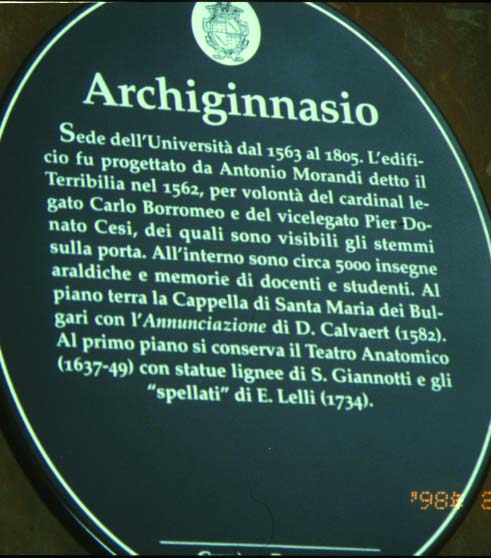 Archiginnasio
Sede dell'Università dal 1563 al 1805. L'edifi-
cio fu progettato da Antonio Morandi detto il
Terribilia nel 1562, per volontà del cardinal le-
gato Carlo Borromeo e del vicelegato Pier Do-
nato Cesi, dei quali sono visibili gli stemmi
sulla porta. All'interno sono circa 5000 insegne
araldiche e memorie di docenti e studenti. Al
piano terra la Cappella di Santa Maria dei Bul-
gari con l'Annunciazione di D. Calvaert (1582).
Al primo piano si conserva il Teatro Anatomico
(1637-49) con statue lignee di S. Giannotti e gli
"spellati" di E. Lelli (1734).